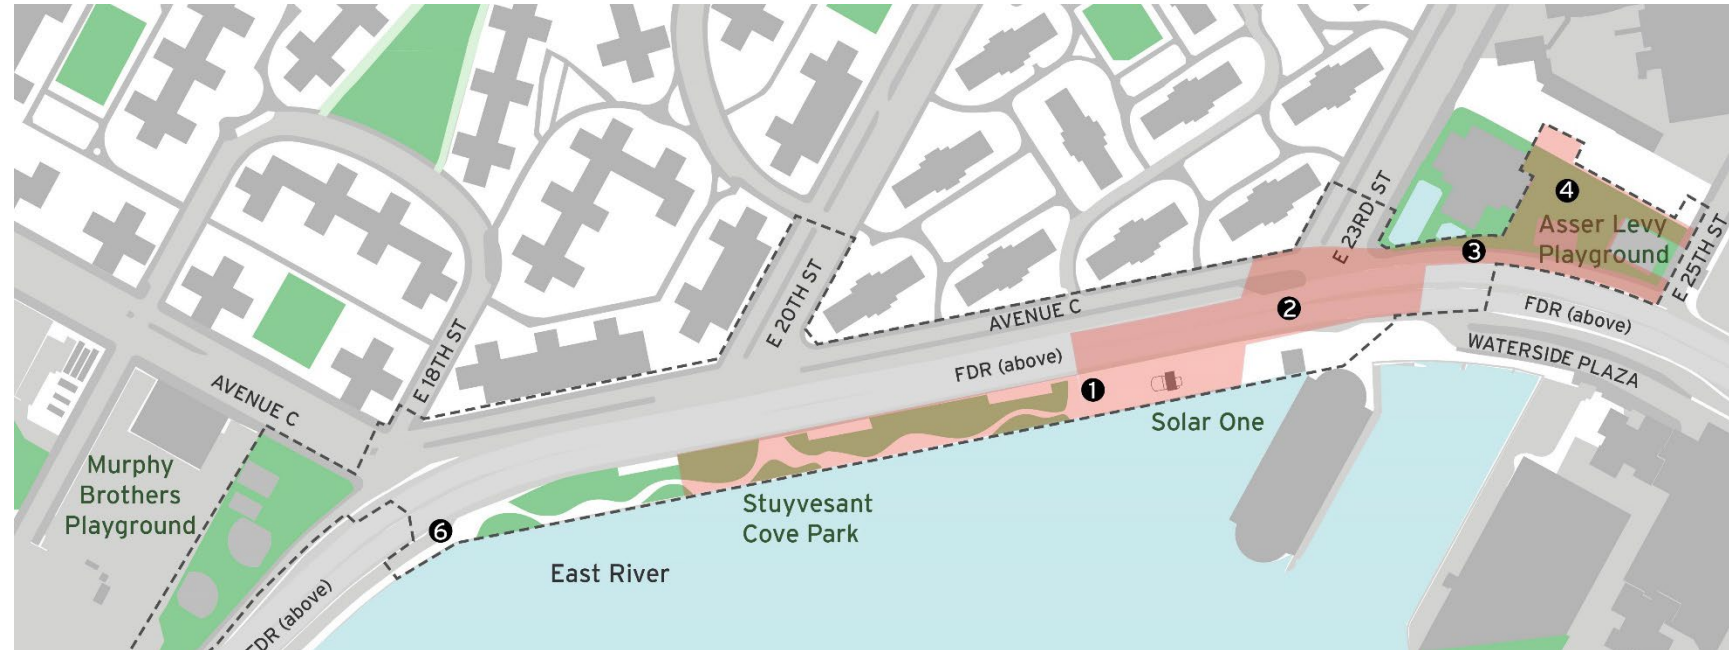 E 23RD ST
4
Asser Levy
Playground
3
E 25TH ST
E 20TH ST
AVENUE C
2
FDR (above)
FDR (above)
WATERSIDE PLAZA
E 18TH ST
AVENUE C
1
Solar One
Murphy
Brothers
Playground
Stuyvesant
Cove Park
6
East River
FDR (above)